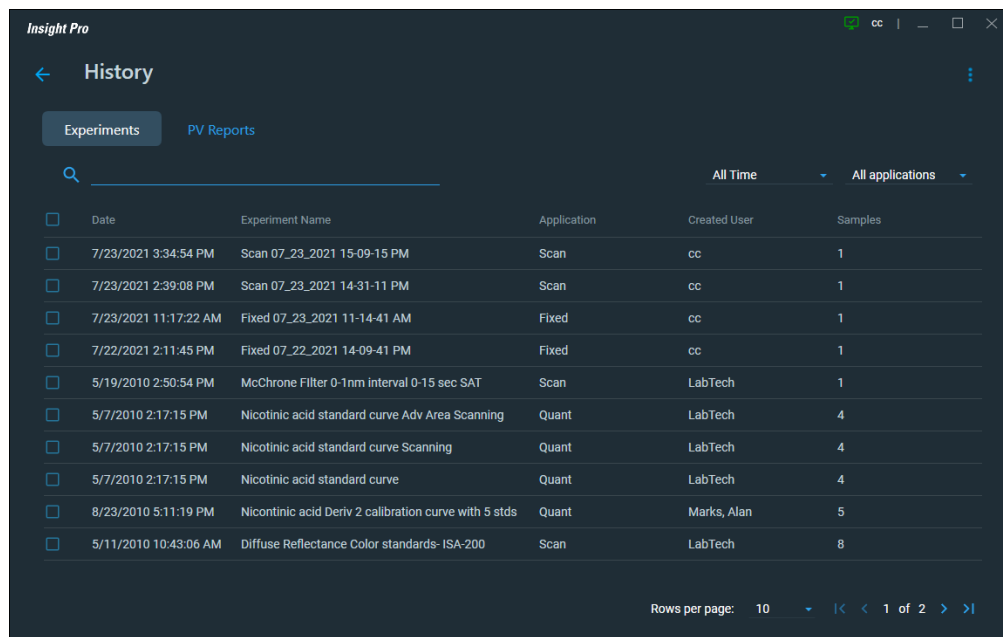 Insight Pro
cc |
History
Experiments PV Reports
All Time All applications
Date Experiment Name Application Created User Samples
7/23/2021 3:34:54 PM Scan 07_23_2021 15-09-15 PM Scan cc 1
7/23/2021 2:39:08 PM Scan 07_23_2021 14-31-11 PM Scan cc 1
7/23/2021 11:17:22 AM Fixed 07_23_2021 11-14-41 AM Fixed cc 1
7/22/2021 2:11:45 PM Fixed 07_22_2021 14-09-41 PM Fixed cc 1
5/19/2010 2:50:54 PM McChrone FIlter 0-1nm interval 0-15 sec SAT Scan LabTech 1
5/7/2010 2:17:15 PM Nicotinic acid standard curve Adv Area Scanning Quant LabTech 4
5/7/2010 2:17:15 PM Nicotinic acid standard curve Scanning Quant LabTech 4
5/7/2010 2:17:15 PM Nicotinic acid standard curve Quant LabTech 4
8/23/2010 5:11:19 PM Nicontinic acid Deriv 2 calibration curve with 5 stds Quant Marks, Alan 5
5/11/2010 10:43:06 AM Diffuse Reflectance Color standards- ISA-200 Scan LabTech 8
Rows per page: 10 1 of 2